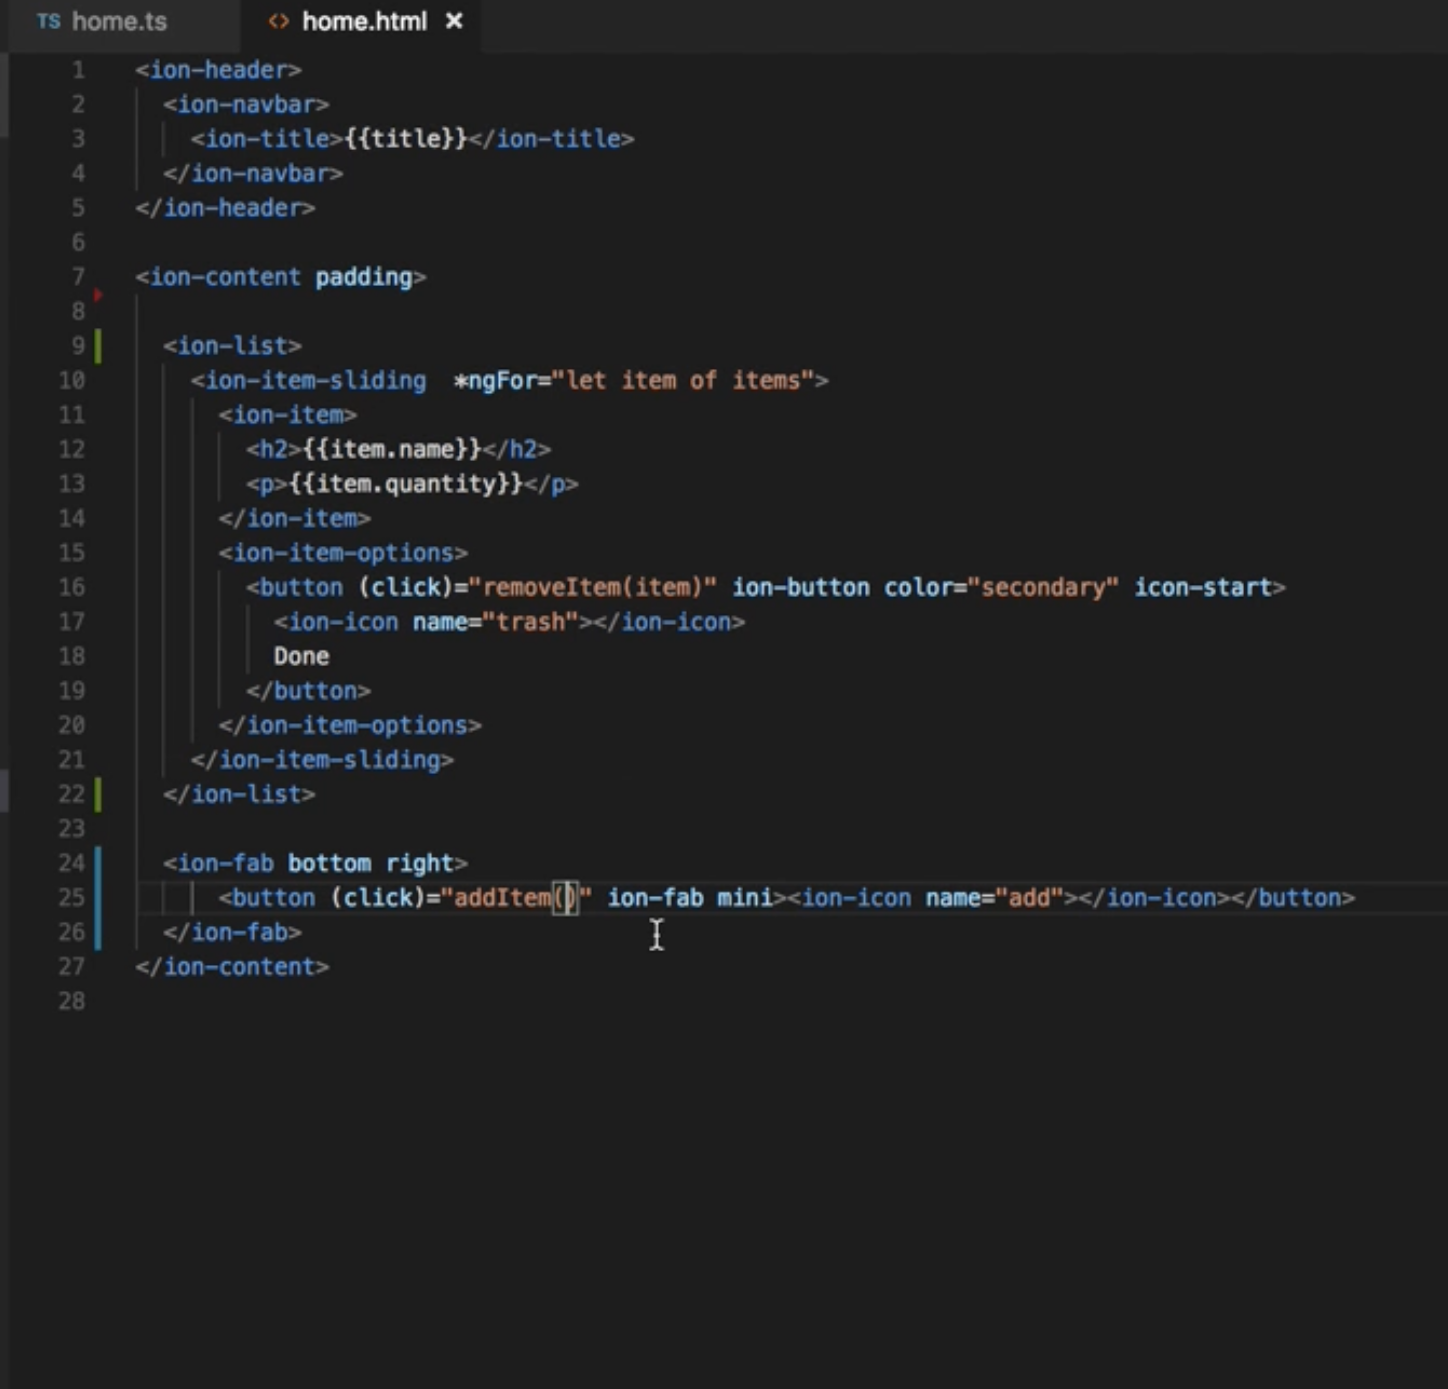 TS home.ts <> home.html ×
1 <ion-header>
2 <ion-navbar>
3 <ion-title>{{title}}</ion-title>
4 </ion-navbar>
5 </ion-header>
6
7 <ion-content padding>
8
9 <ion-list>
10 <ion-item-sliding  *ngFor="let item of items">
11 <ion-item>
12 <h2>{{item.name}}</h2>
13 <p>{{item.quantity}}</p>
14 </ion-item>
15 <ion-item-options>
16 <button (click)="removeItem(item)" ion-button color="secondary" icon-start>
17 <ion-icon name="trash"></ion-icon>
18 Done
19 </button>
20 </ion-item-options>
21 </ion-item-sliding>
22 </ion-list>
23
24 <ion-fab bottom right>
25 <button (click)="addItem()" ion-fab mini><ion-icon name="add"></ion-icon></button>
26 </ion-fab>
27 </ion-content>
28